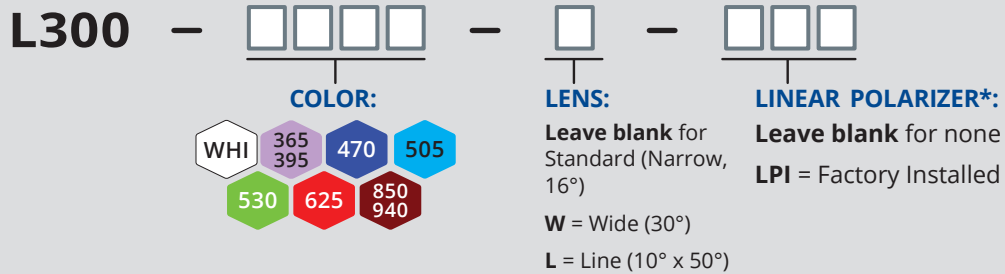 L300 – –  –
COLOR:
WHI
365
395
470
505
530
625
850
940
LENS:
Leave blank for
Standard (Narrow,
16°)
W = Wide (30°)
L = Line (10° x 50°)
LINEAR POLARIZER*:
Leave blank for none
LPI = Factory Installed